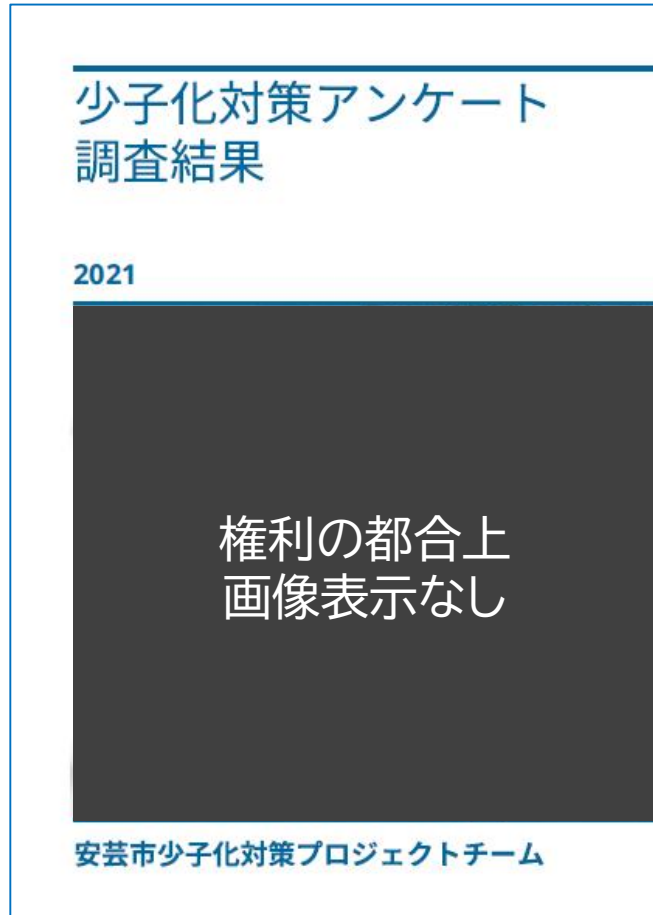 少子化対策アンケート
調査結果
2021
権利の都合上
画像表示なし
安芸市少子化対策プロジェクトチーム